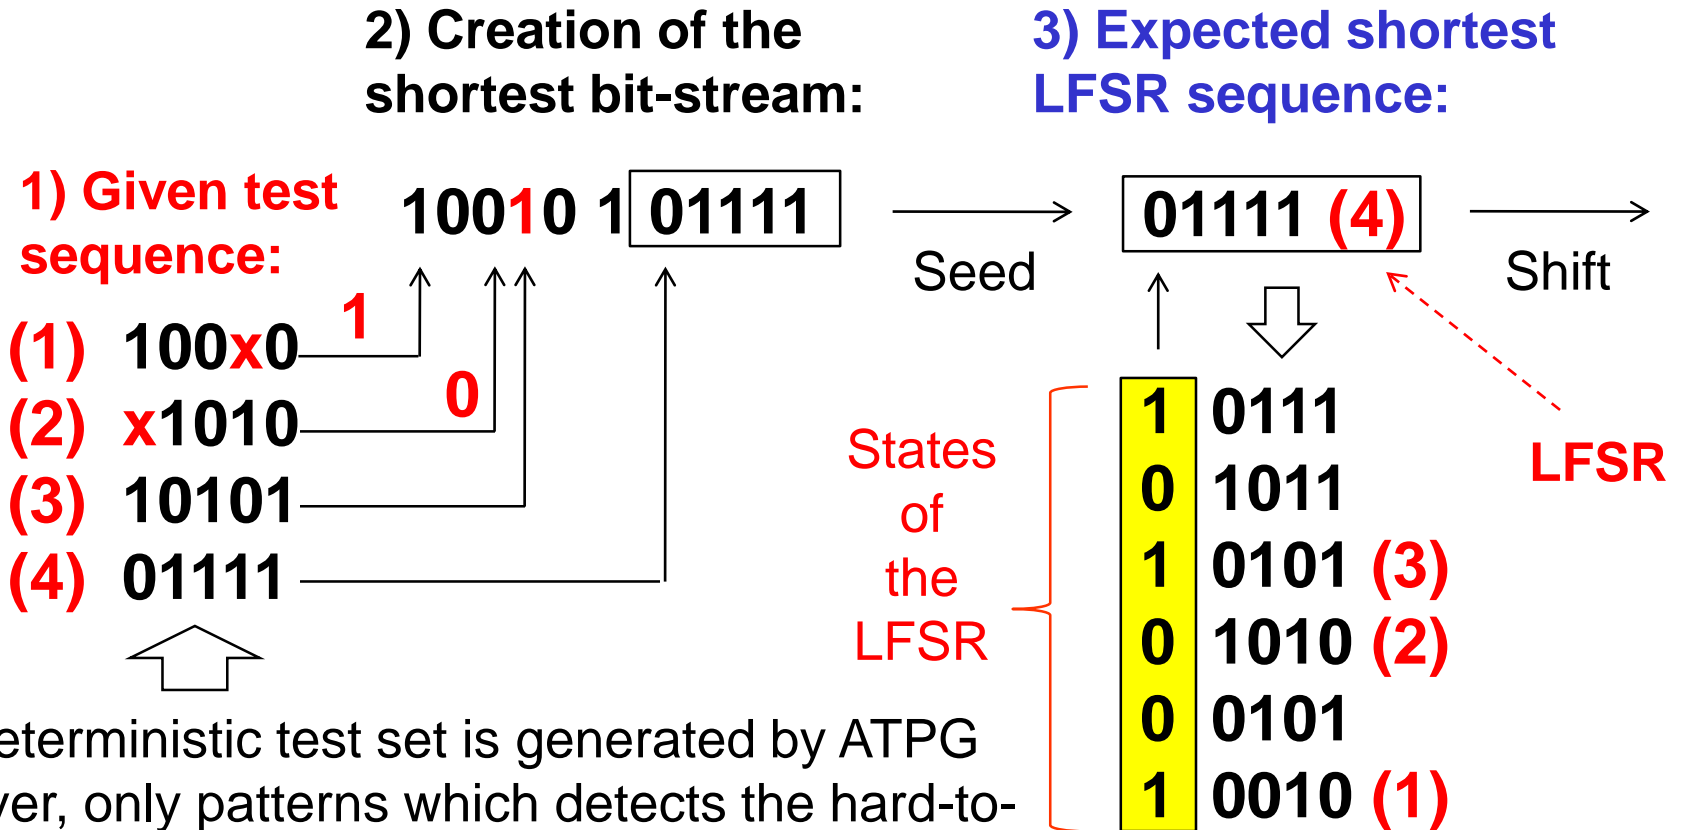 2) Creation of the
shortest bit-stream:
3) Expected shortest
LFSR sequence:
1) Given test
sequence:
10010 1 01111
Seed
01111 (4)
Shift
(1) 100x0 1
(2) x1010 0
(3) 10101
(4) 01111
States
of
the
LFSR
1 0111
0 1011
1 0101 (3)
0 1010 (2)
0 0101
1 0010 (1)
LFSR
eterministic test set is generated by ATPG
ver, only patterns which detects the hard-to-